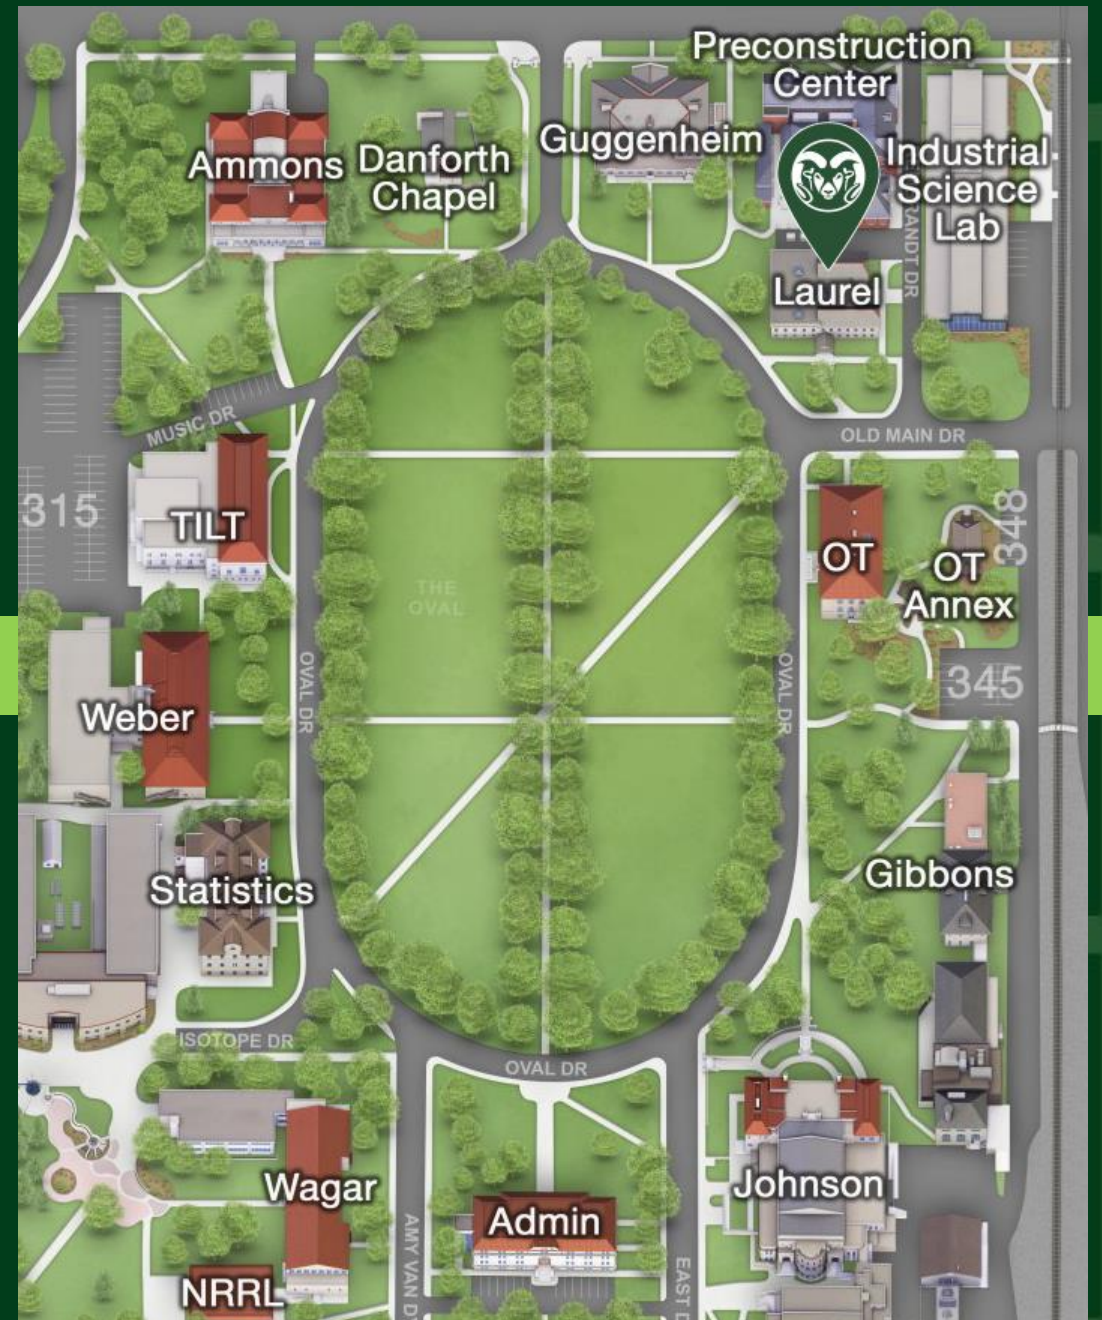 Preconstruction
Center
Guggenheim
Ammons
Danforth
Chapel
Industrial
Science
Lab
Laurel
MUSIC DR
OLD MAIN DR
315
TILT
348
OT
OT
Annex
THE
OVAL
OVAL DR
OVAL DR
345
Weber
Gibbons
Statistics
ISOTOPE DR
OVAL DR
Wagar
Johnson
Admin
AMY VAN
NRRL
EAST